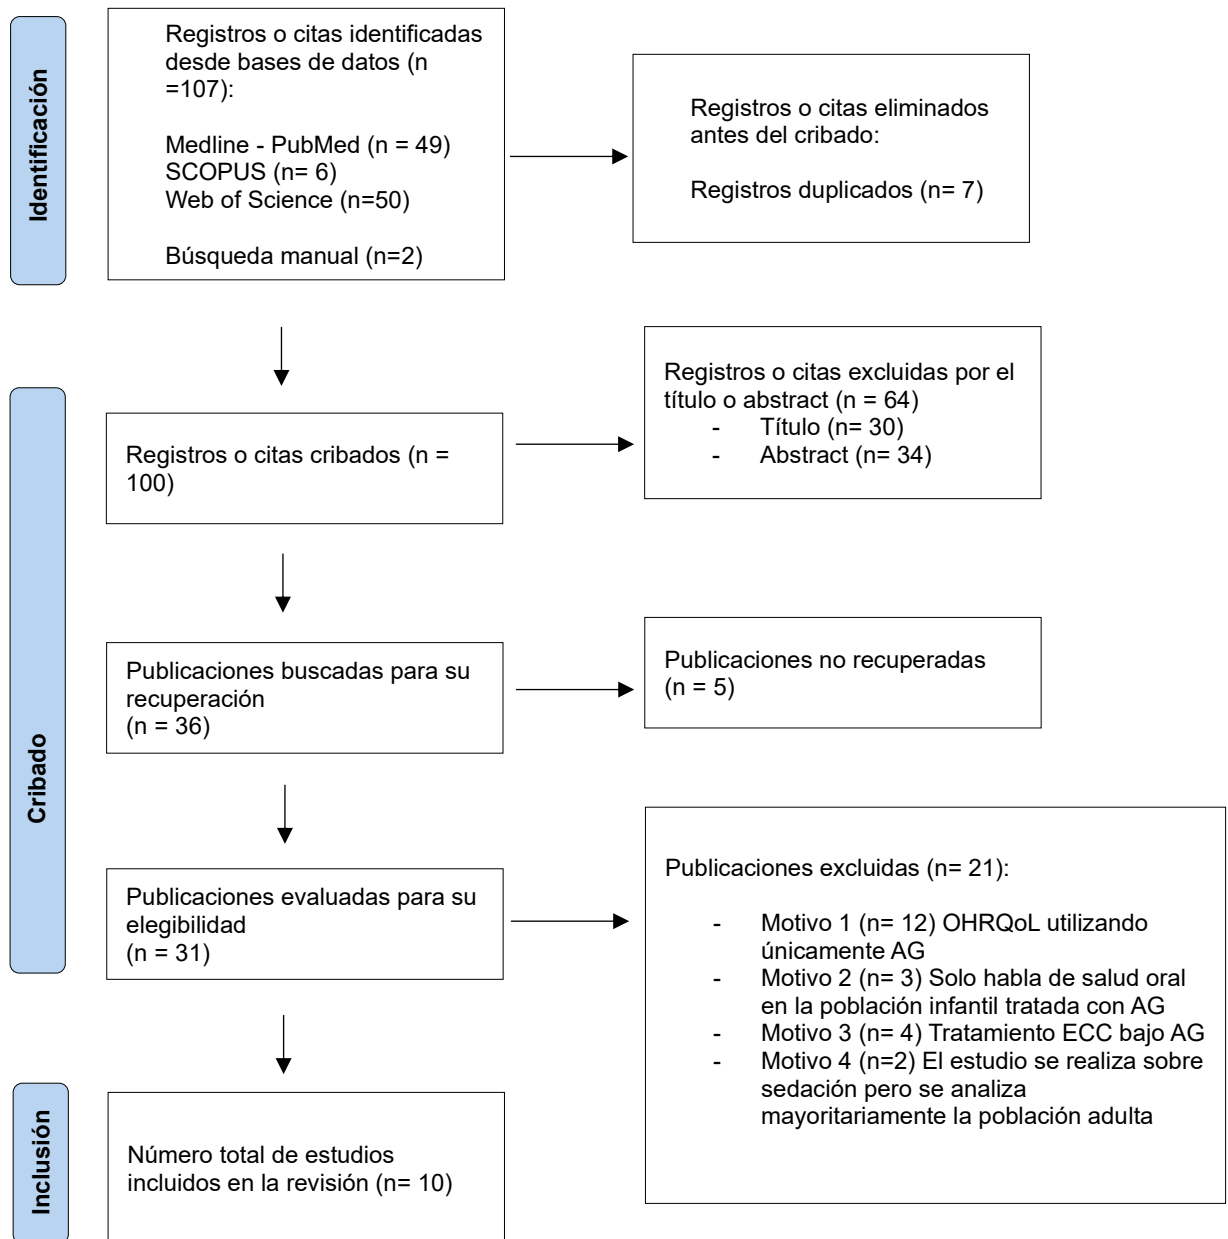 Identificación
Registros o citas identificadas
desde bases de datos (n
=107):
Medline - PubMed (n = 49)
SCOPUS (n= 6)
Web of Science (n=50)
Búsqueda manual (n=2)
Registros o citas eliminados
antes del cribado:
Registros duplicados (n= 7)
Cribado
Registros o citas cribados (n =
100)
Registros o citas excluidas por el
título o abstract (n = 64)
- Título (n= 30)
- Abstract (n= 34)
Publicaciones buscadas para su
recuperación
(n = 36)
Publicaciones no recuperadas
(n = 5)
Publicaciones evaluadas para su
elegibilidad
(n = 31)
Publicaciones excluidas (n= 21):
- Motivo 1 (n= 12) OHRQoL utilizando
únicamente AG
- Motivo 2 (n= 3) Solo habla de salud oral
en la población infantil tratada con AG
- Motivo 3 (n= 4) Tratamiento ECC bajo AG
- Motivo 4 (n=2) El estudio se realiza sobre
sedación pero se analiza
mayoritariamente la población adulta
Inclusión
Número total de estudios
incluidos en la revisión (n= 10)